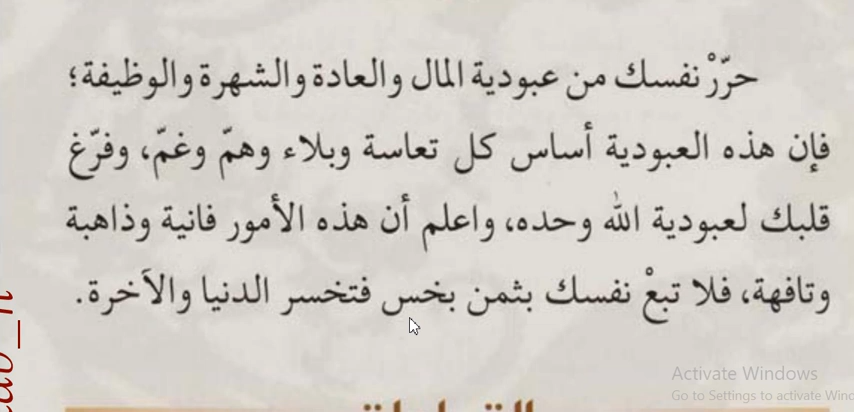 حرّرْ نفسك من عبودية المال والعادة والشهرة والوظيفة؛
فإن هذه العبودية أساس كل تعاسة وبلاء وهمّ وغمّ، وفرّغ
قلبك لعبودية الله وحده، واعلم أن هذه الأمور فانية وذاهبة
وتافهة، فلا تبعْ نفسك بثمن بخس فتخسر الدنيا والآخرة.
Activate Windows
Go to Settings to activate Winc